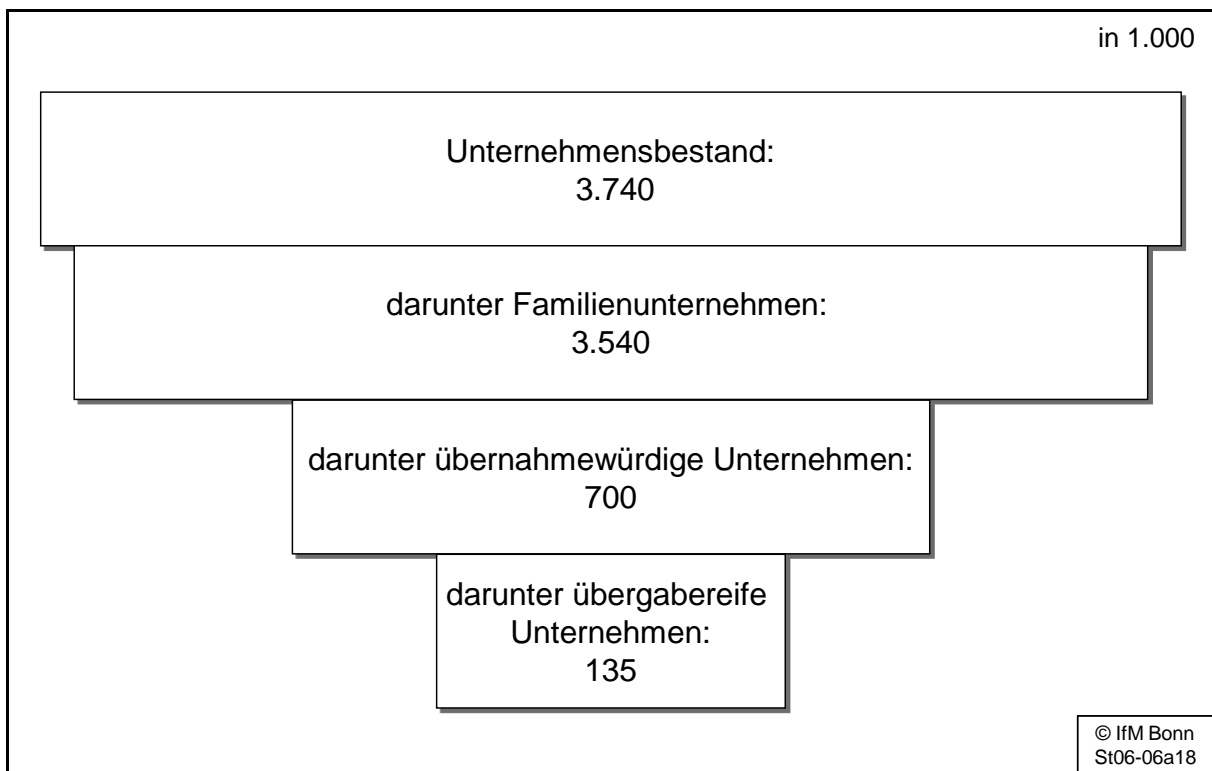 in 1.000
Unternehmensbestand:
3.740
darunter Familienunternehmen:
3.540
darunter übernahmewürdige Unternehmen:
700
darunter übergabereife
Unternehmen:
135
© IfM Bonn
St06-06a18